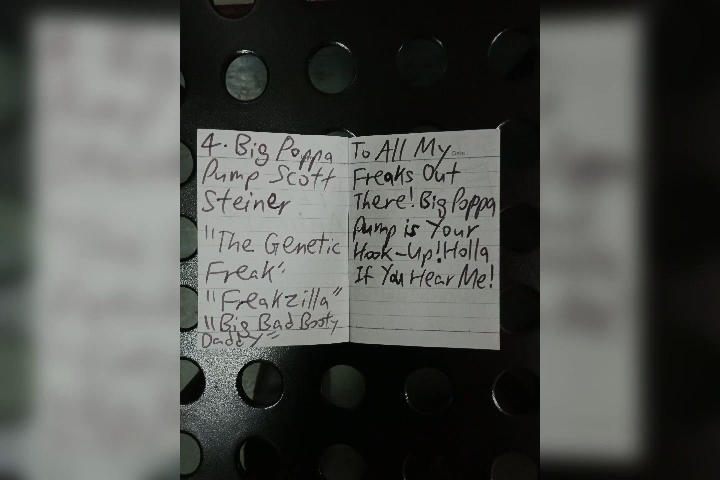 4. Big Poppa
Pump Scott
Steiner
"The Genetic
Freak"
"Freakzilla"
"Big Bad Booty
Daddy"
To All My
Freaks Out
There! Big Poppa
Pump is Your
Hook-Up! Holla
If You Hear Me!